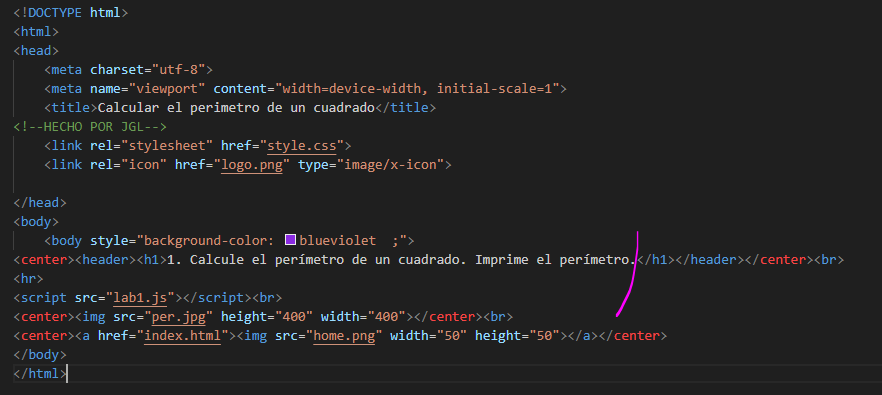 <!DOCTYPE html>
<html>
<head>
    <meta charset="utf-8">
    <meta name="viewport" content="width=device-width, initial-scale=1">
    <title>Calcular el perimetro de un cuadrado</title>
<!--HECHO POR JGL-->
    <link rel="stylesheet" href="style.css">
    <link rel="icon" href="logo.png" type="image/x-icon">
</head>
<body>
    <body style="background-color: blueviolet  ;">
<center><header><h1>1. Calcule el perímetro de un cuadrado. Imprime el perímetro.</h1></header></center><br>
<hr>
<script src="lab1.js"></script><br>
<center><img src="per.jpg" height="400" width="400"></center><br>
<center><a href="index.html"><img src="home.png" width="50" height="50"></a></center>
</body>
</html>